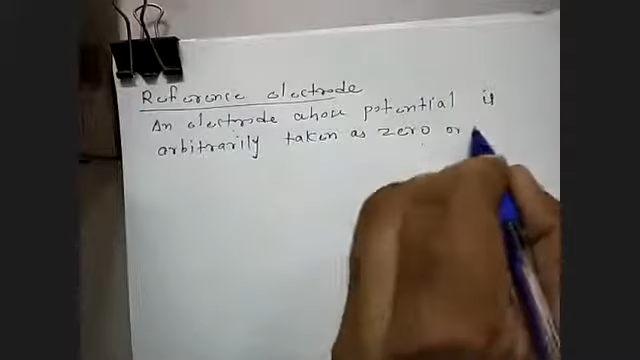 Reference electrode
An electrode whose potential is
arbitrarily taken as zero or